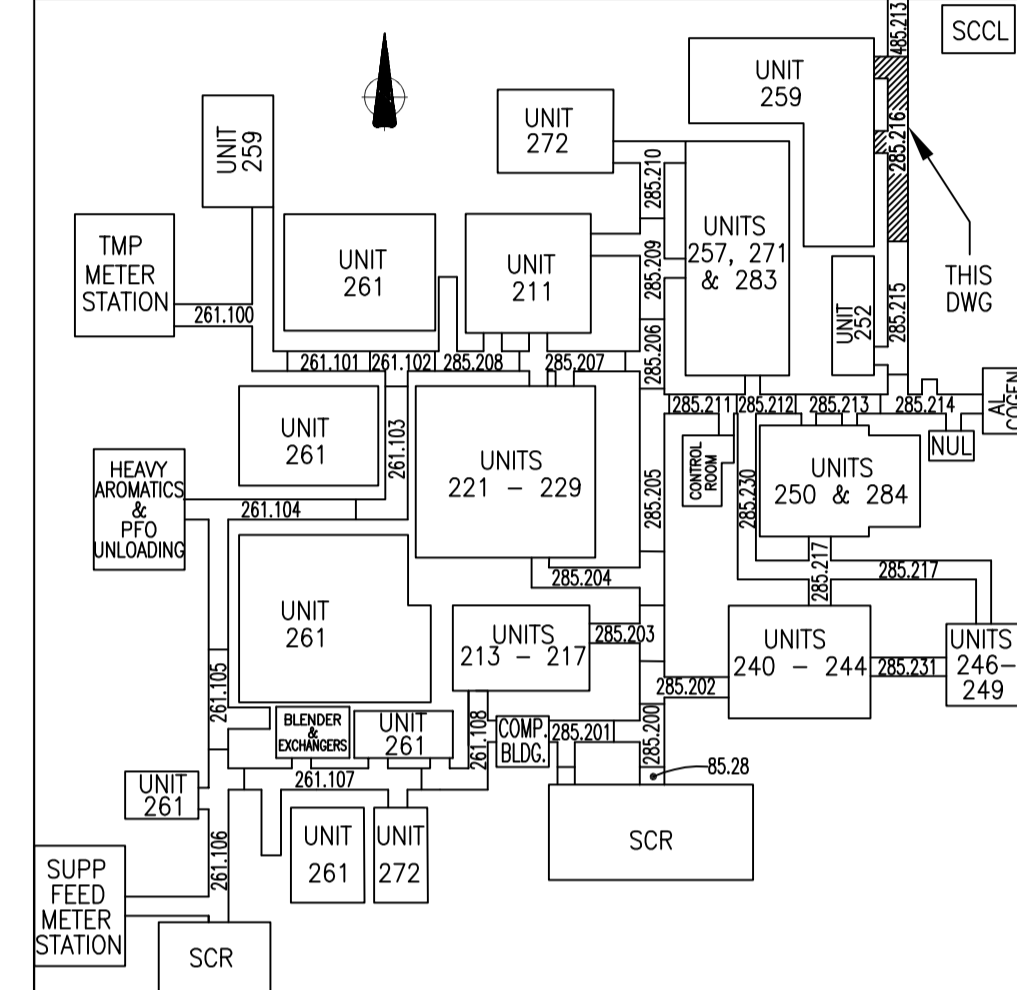 485.213
SCCL
UNIT
259
285.216
THIS
DWG
UNIT
272
UNIT
259
285.210
UNITS
257, 271
& 283
TMP
METER
STATION
261.100
UNIT
261
UNIT
211
285.209
285.206
UNIT
252
285.215
261.101
261.102
285.208
285.207
285.211
285.212
285.213
285.214
AL-
COGEN
NUL
UNIT
261
261.103
UNITS
221 - 229
285.205
CONTROL
ROOM
285.230
UNITS
250 & 284
HEAVY
AROMATICS
&
PFO
UNLOADING
261.104
285.204
285.217
285.217
UNIT
261
UNITS
213 - 217
285.203
UNITS
240 - 244
285.231
UNITS
246-
249
285.202
261.105
BLENDER
&
EXCHANGERS
UNIT
261
261.108
COMP.
BLDG.
285.201
285.200
85.28
261.107
UNIT
261
UNIT
261
UNIT
272
SCR
261.106
SUPP
FEED
METER
STATION
SCR